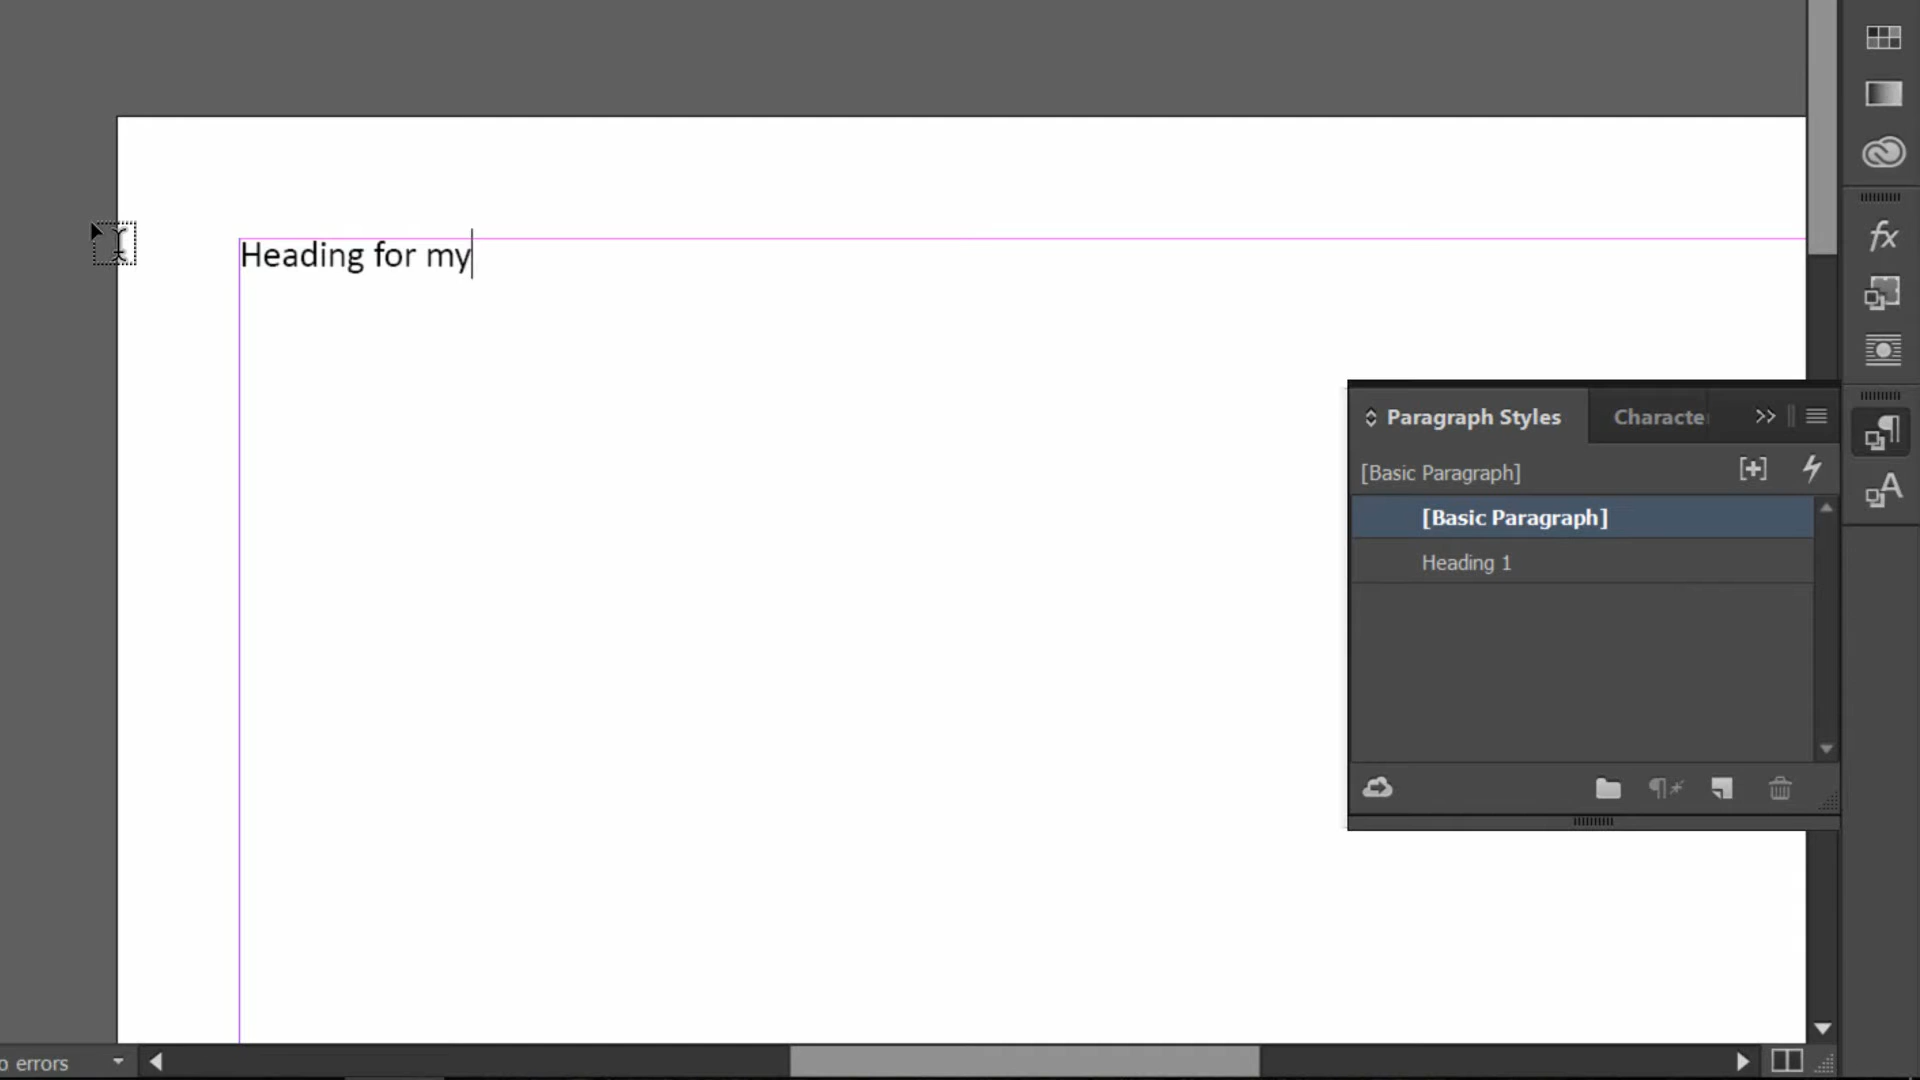 Heading for my
Paragraph Styles
Characte
[Basic Paragraph]
[Basic Paragraph]
Heading 1
o errors